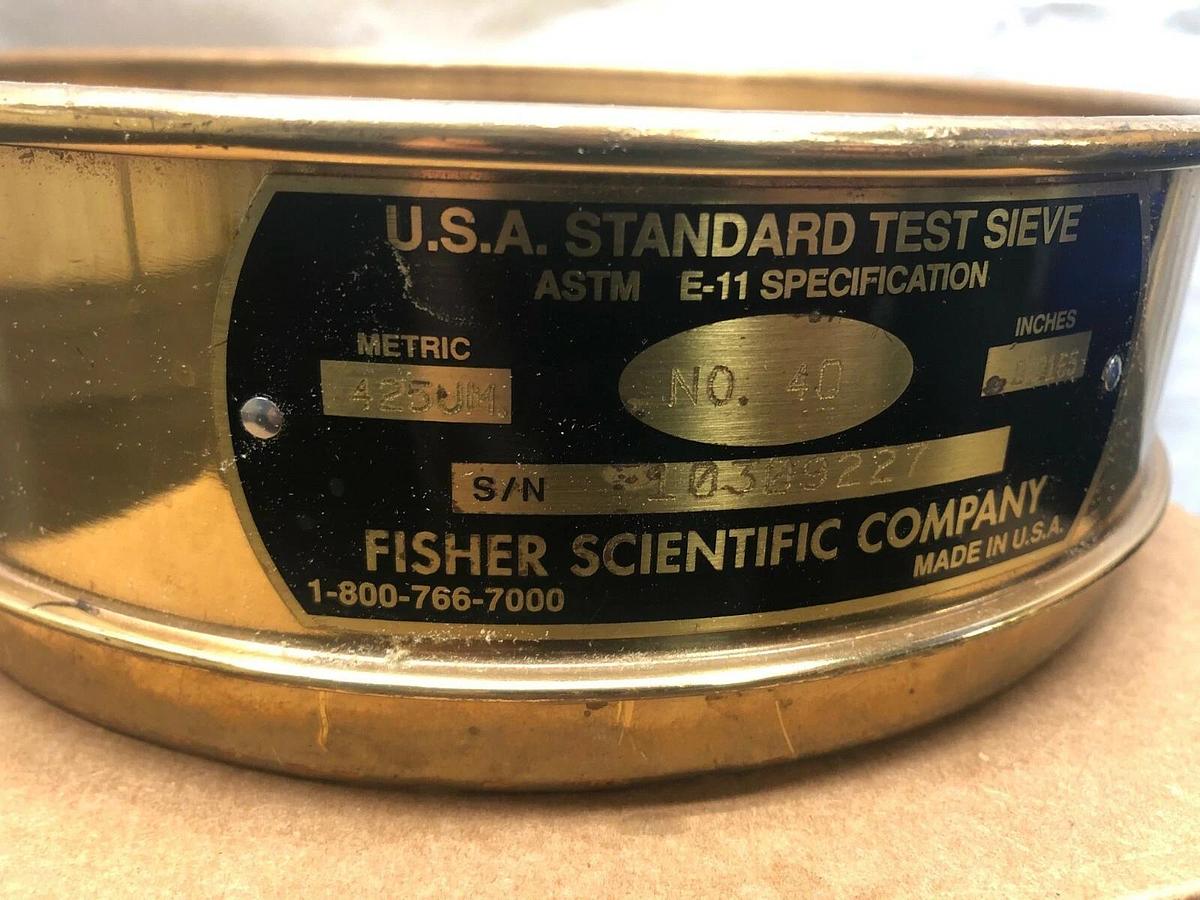 U.S.A. STANDARD TEST SIEVE
ASTM E-11 SPECIFICATION
METRIC
INCHES
425UM
NO. 40
S/N 10309227
FISHER SCIENTIFIC COMPANY
MADE IN U.S.A.
1-800-766-7000